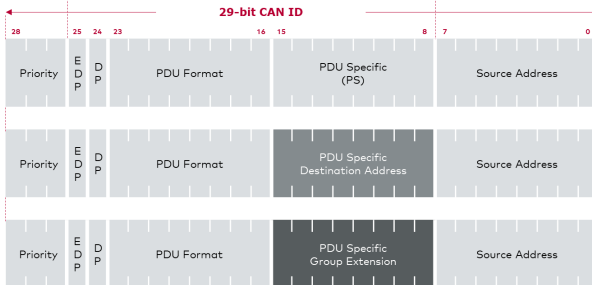 29-bit CAN ID
28 25 24 23 16 15 8 7 0
Priority
E
D
P
D
P
PDU Format
PDU Specific
(PS)
Source Address
Priority
E
D
P
D
P
PDU Format
PDU Specific
Destination Address
Source Address
Priority
E
D
P
D
P
PDU Format
PDU Specific
Group Extension
Source Address